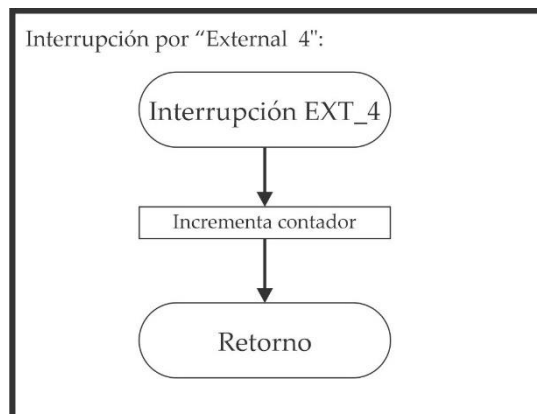 Interrupción por “External 4":
Interrupción EXT_4
Incrementa contador
Retorno